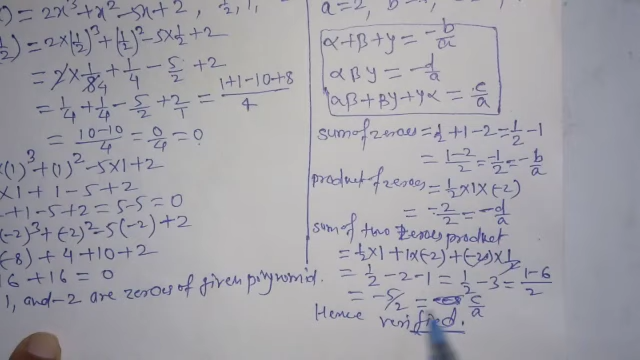 ) = 2x³ + x² - 5x + 2, ½, 1,
½) = 2×(½)³ + (½)² - 5×½ + 2
= 2×1/8 4 + 1/4 - 5/2 + 2
= 1/4 + 1/4 - 5/2 + 2/1 = (1+1-10+8)/4
= (10-10)/4 = 0/4 = 0
×(1)³ + (1)² - 5×1 + 2
×1 + 1 - 5 + 2
+1 - 5 + 2 = 5 - 5 = 0
(-2)³ + (-2)² - 5(-2) + 2
(-8) + 4 + 10 + 2
16 + 16 = 0
1, and -2 are zeroes of given polynomial.
a = 2,
α + β + γ = -b/a
αβγ = -d/a
αβ + βγ + γα = c/a
sum of zeroes = ½ + 1 - 2 = ½ - 1
= (1-2)/2 = -1/2 = -b/a
product of zeroes = ½×1×(-2)
= -2/2 = -d/a
sum of two zeroes product
= ½×1 + 1×(-2) + (-2)×½
= ½ - 2 - 1 = ½ - 3 = (1-6)/2
= -5/2 = c/a
Hence verified.